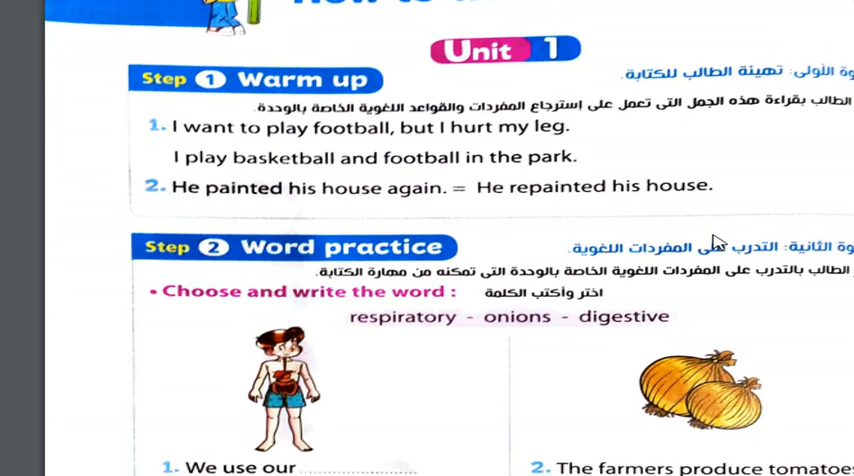 Unit 1
Step 1 Warm up
الأولى: تهيئة الطالب للكتابة.
الطالب بقراءة هذه الجمل التى تعمل على إسترجاع المفردات والقواعد اللغوية الخاصة بالوحدة.
1. I want to play football, but I hurt my leg.
I play basketball and football in the park.
2. He painted his house again. = He repainted his house.
Step 2 Word practice
الثانية: التدرب على المفردات اللغوية.
الطالب بالتدرب على المفردات اللغوية الخاصة بالوحدة التى تمكنه من مهارة الكتابة.
• Choose and write the word : اختر وأكتب الكلمة
respiratory - onions - digestive
1. We use our ........................
2. The farmers produce tomatoes